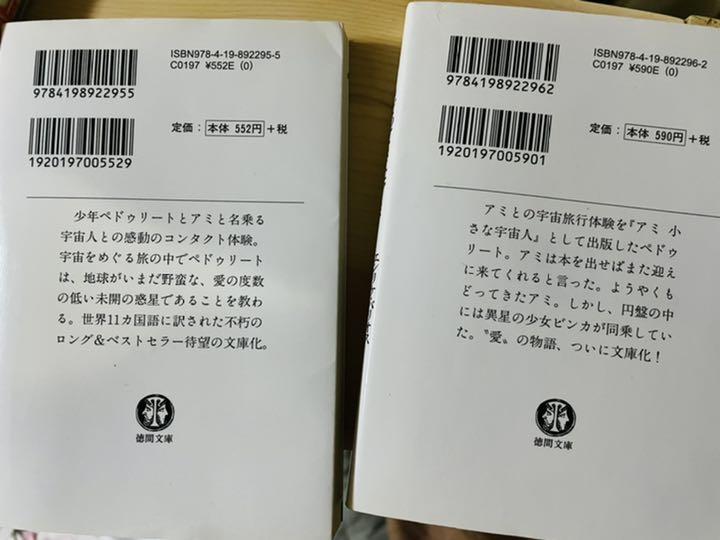 ISBN978-4-19-892295-5
C0197 ¥552E (0)
9784198922955
定価：本体 552円+税
1920197005529
少年ペドゥリートとアミと名乗る
宇宙人との感動のコンタクト体験。
宇宙をめぐる旅の中でペドゥリート
は、地球がいまだ野蛮な、愛の度数
の低い未開の惑星であることを教わ
る。世界11カ国語に訳された不朽の
ロング&ベストセラー待望の文庫化。
徳間文庫
ISBN978-4-19-892296-2
C0197 ¥590E (0)
9784198922962
定価：本体 590円+税
1920197005901
アミとの宇宙旅行体験を『アミ 小
さな宇宙人』として出版したペドゥ
リート。アミは本を出せばまた迎え
に来てくれると言った。ようやくも
どってきたアミ。しかし、円盤の中
には異星の少女ビンカが同乗してい
た。〝愛〟の物語、ついに文庫化！
徳間文庫